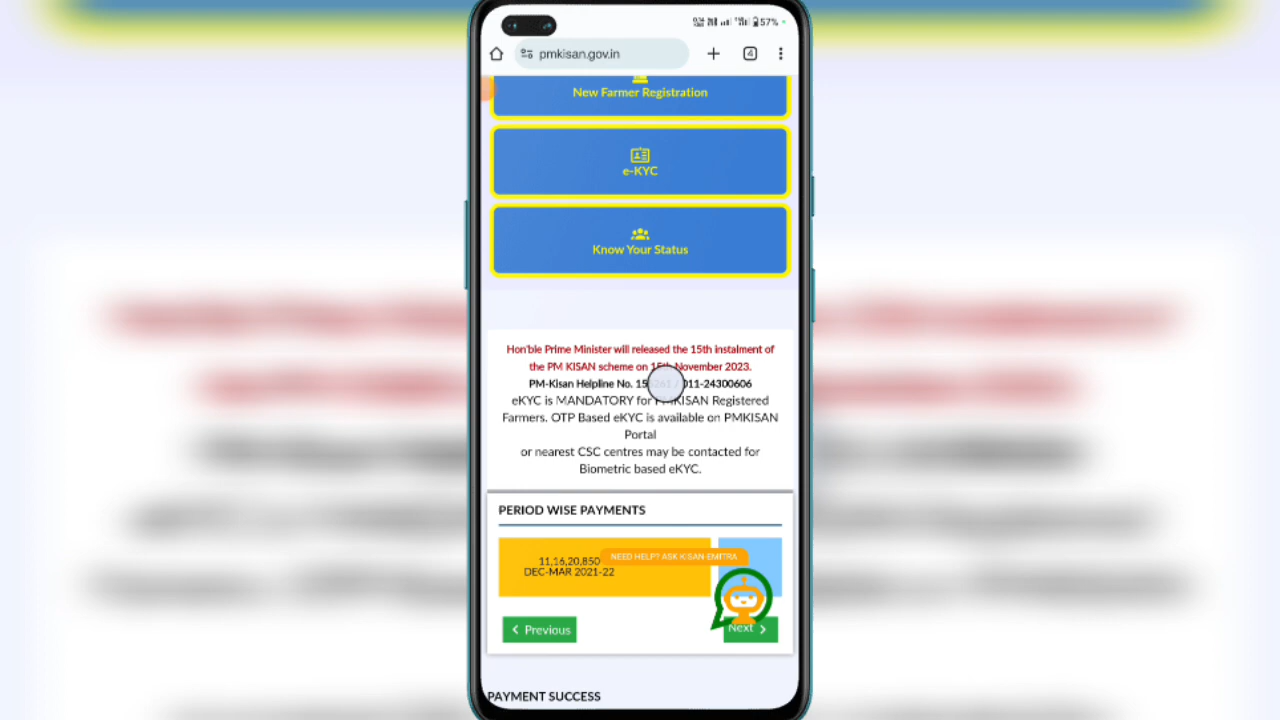 57%
pmkisan.gov.in
4
New Farmer Registration
e-KYC
Know Your Status
Hon'ble Prime Minister will released the 15th instalment of
the PM KISAN scheme on 15th November 2023.
PM-Kisan Helpline No. / 011-24300606
eKYC is MANDATORY for PMKISAN Registered
Farmers. OTP Based eKYC is available on PMKISAN
Portal
or nearest CSC centres may be contacted for
Biometric based eKYC.
PERIOD WISE PAYMENTS
11,16,20,850
NEED HELP? ASK KISAN-EMITRA
DEC-MAR 2021-22
Previous
Next
PAYMENT SUCCESS